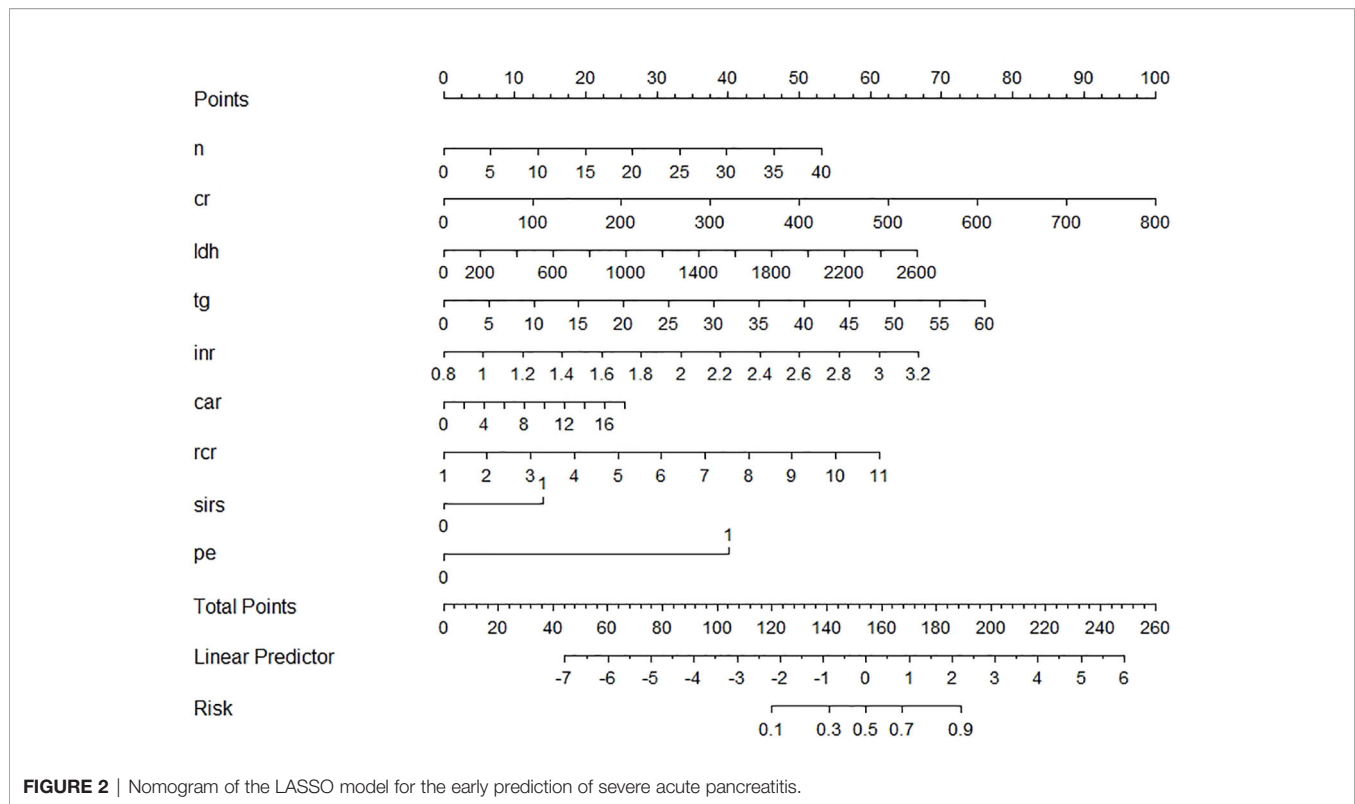 0 10 20 30 40 50 60 70 80 90 100
Points
n
0 5 10 15 20 25 30 35 40
cr
0 100 200 300 400 500 600 700 800
ldh
0 200 600 1000 1400 1800 2200 2600
tg
0 5 10 15 20 25 30 35 40 45 50 55 60
inr
0.8 1 1.2 1.4 1.6 1.8 2 2.2 2.4 2.6 2.8 3 3.2
car
0 4 8 12 16
rcr
1 2 3 4 5 6 7 8 9 10 11
1
sirs
0
1
pe
0
Total Points
0 20 40 60 80 100 120 140 160 180 200 220 240 260
Linear Predictor
-7 -6 -5 -4 -3 -2 -1 0 1 2 3 4 5 6
Risk
0.1 0.3 0.5 0.7 0.9
FIGURE 2 | Nomogram of the LASSO model for the early prediction of severe acute pancreatitis.